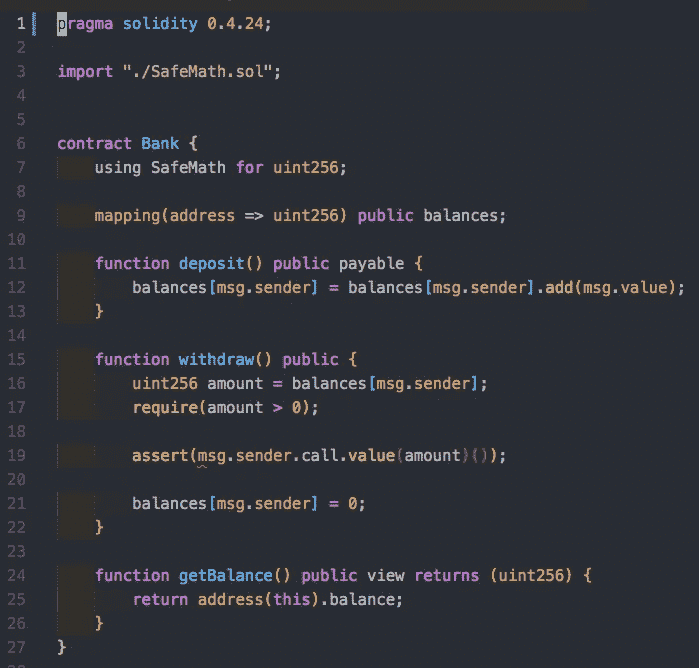 1 pragma solidity 0.4.24;
2
3 import "./SafeMath.sol";
4
5
6 contract Bank {
7 using SafeMath for uint256;
8
9 mapping(address => uint256) public balances;
10
11 function deposit() public payable {
12 balances[msg.sender] = balances[msg.sender].add(msg.value);
13 }
14
15 function withdraw() public {
16 uint256 amount = balances[msg.sender];
17 require(amount > 0);
18
19 assert(msg.sender.call.value(amount)());
20
21 balances[msg.sender] = 0;
22 }
23
24 function getBalance() public view returns (uint256) {
25 return address(this).balance;
26 }
27 }